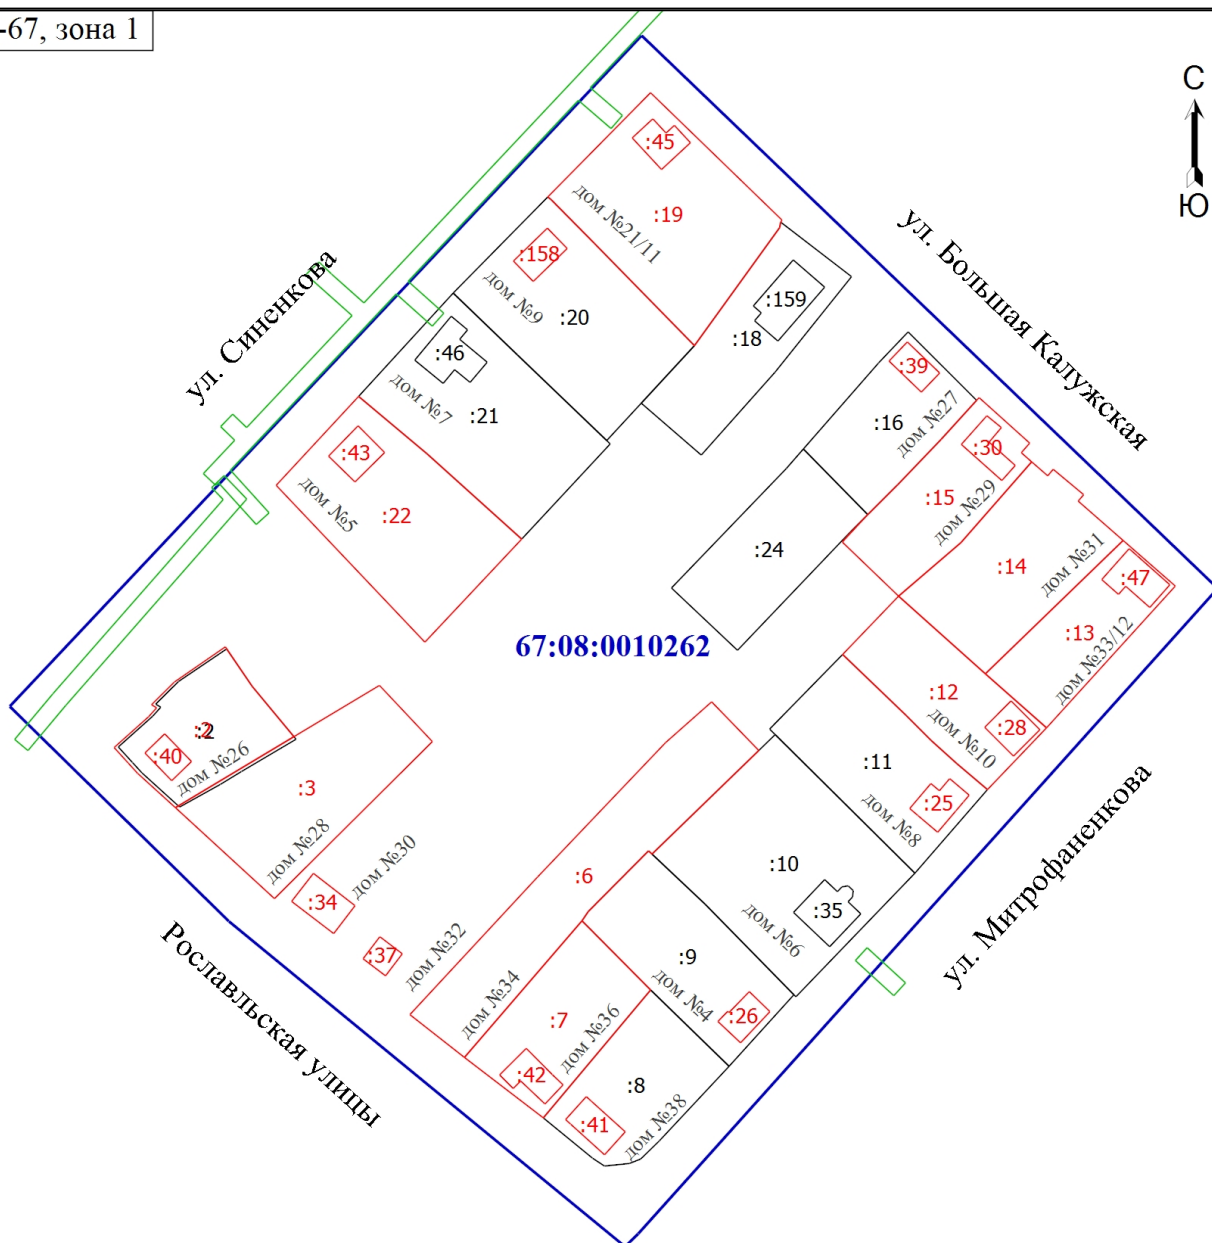 -67, зона 1
С
Ю
:45
:19
дом №21/11
ул. Большая Калужская
:158
дом №9
:20
:159
:18
ул. Синенкова
:46
дом №7
:21
:39
:16
дом №27
:43
дом №5
:22
:30
:15
дом №29
:24
:14
дом №31
:47
:13
дом №33/12
67:08:0010262
:12
:28
дом №10
:2
:2
:40
дом №26
:3
дом №28
:11
:25
дом №8
ул. Митрофаненкова
:34
дом №30
:6
:10
:35
дом №6
:37
дом №32
:9
дом №4
:26
Рославльская улицы
дом №34
:7
дом №36
:42
:8
:41
дом №38